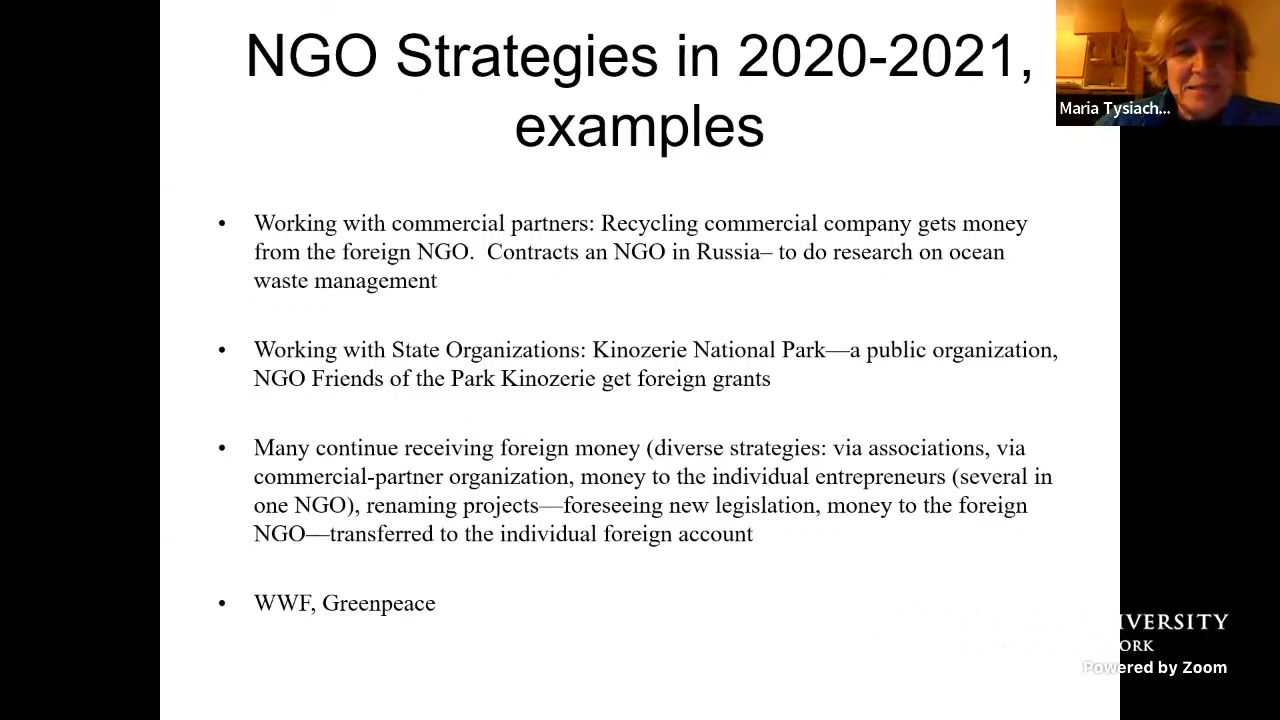 NGO Strategies in 2020-2021,
examples
Maria Tysiach...
• Working with commercial partners: Recycling commercial company gets money
from the foreign NGO.  Contracts an NGO in Russia– to do research on ocean
waste management
• Working with State Organizations: Kinozerie National Park—a public organization,
NGO Friends of the Park Kinozerie get foreign grants
• Many continue receiving foreign money (diverse strategies: via associations, via
commercial-partner organization, money to the individual entrepreneurs (several in
one NGO), renaming projects—foreseeing new legislation, money to the foreign
NGO—transferred to the individual foreign account
• WWF, Greenpeace
IVERSITY
ORK
Powered by Zoom